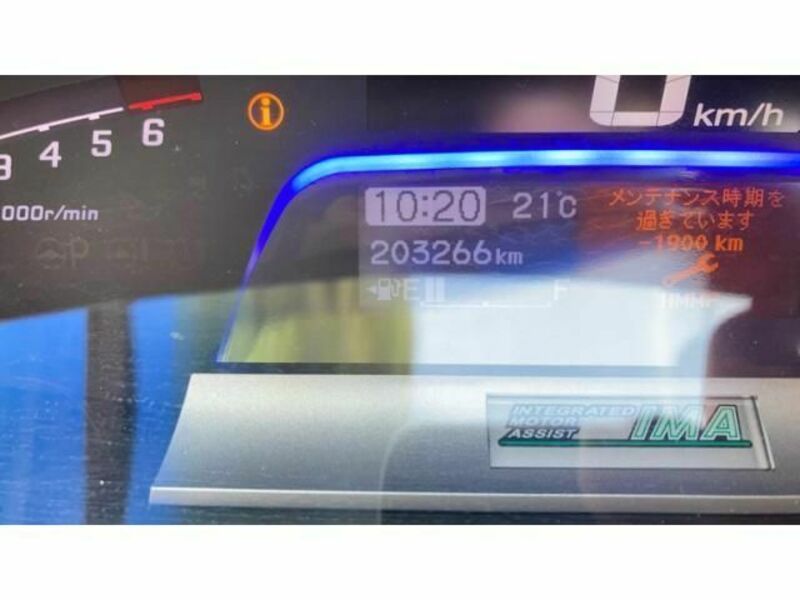 3 4 5 6
000r/min
km/h
10:20 21°C
メンテナンス時期を
過ぎています
-1900 km
203266km
E F
INTEGRATED
MOTOR
ASSIST
IMA